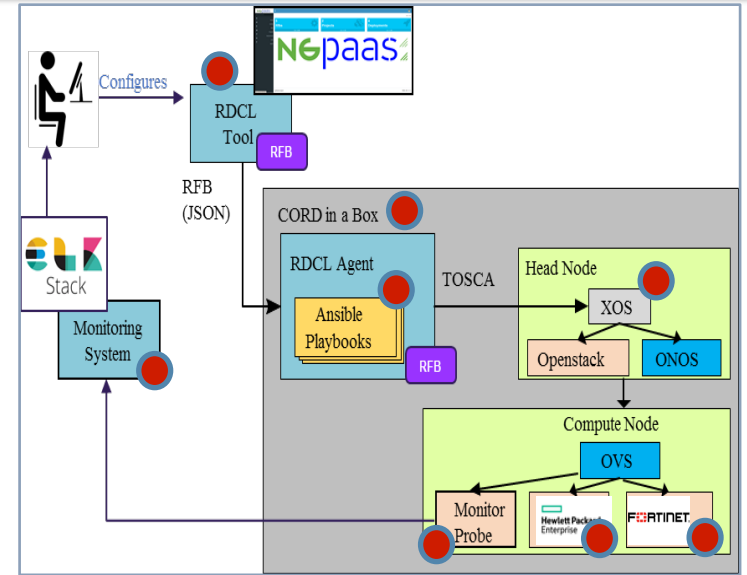 NGpaas
Configures
RDCL
Tool
RFB
RFB
(JSON)
CORD in a Box
RDCL Agent
Ansible
Playbooks
RFB
TOSCA
Head Node
XOS
Openstack
ONOS
Compute Node
OVS
Monitor
Probe
Hewlett Packard
Enterprise
FORTINET
ELK
Stack
Monitoring
System